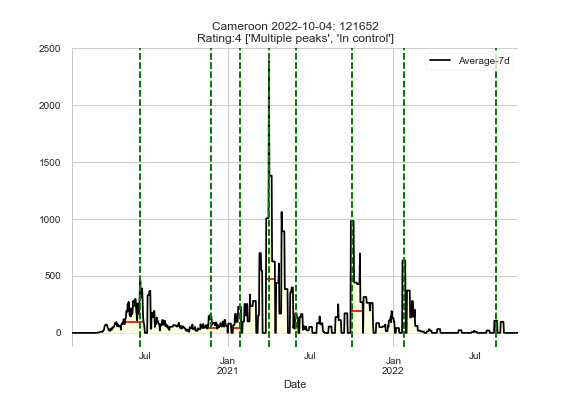 Cameroon 2022-10-04: 121652
Rating:4 ['Multiple peaks', 'In control']
Average-7d
2500
2000
1500
1000
500
0
Jul
Jan
2021
Jul
Jan
2022
Jul
Date